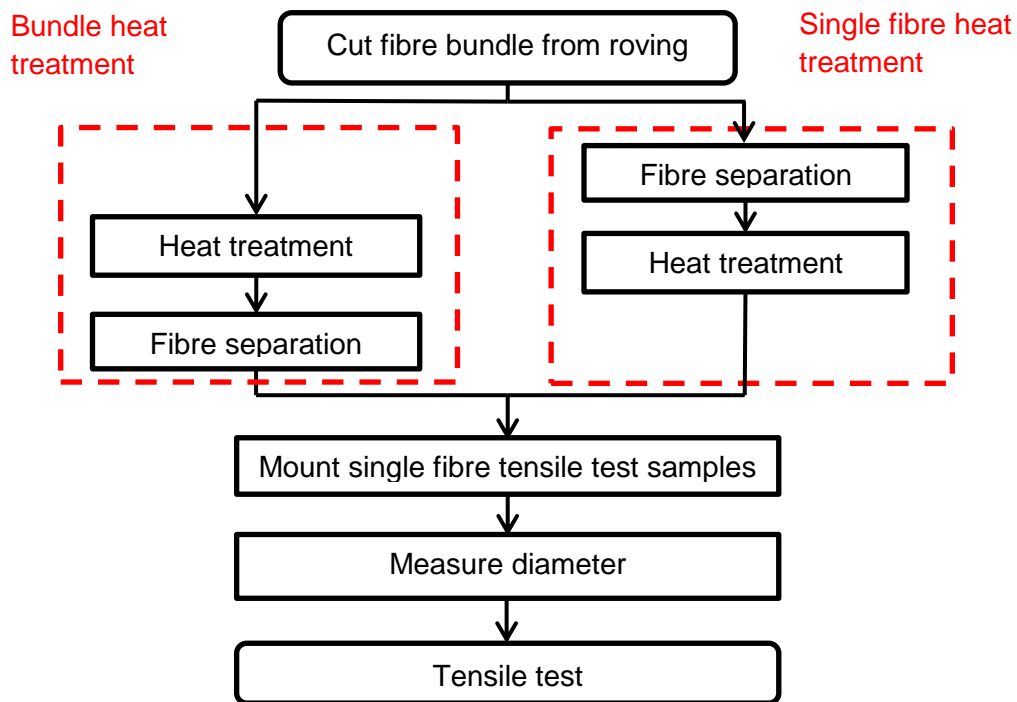 Bundle heat
treatment
Cut fibre bundle from roving
Single fibre heat
treatment
Heat treatment
Fibre separation
Fibre separation
Heat treatment
Mount single fibre tensile test samples
Measure diameter
Tensile test